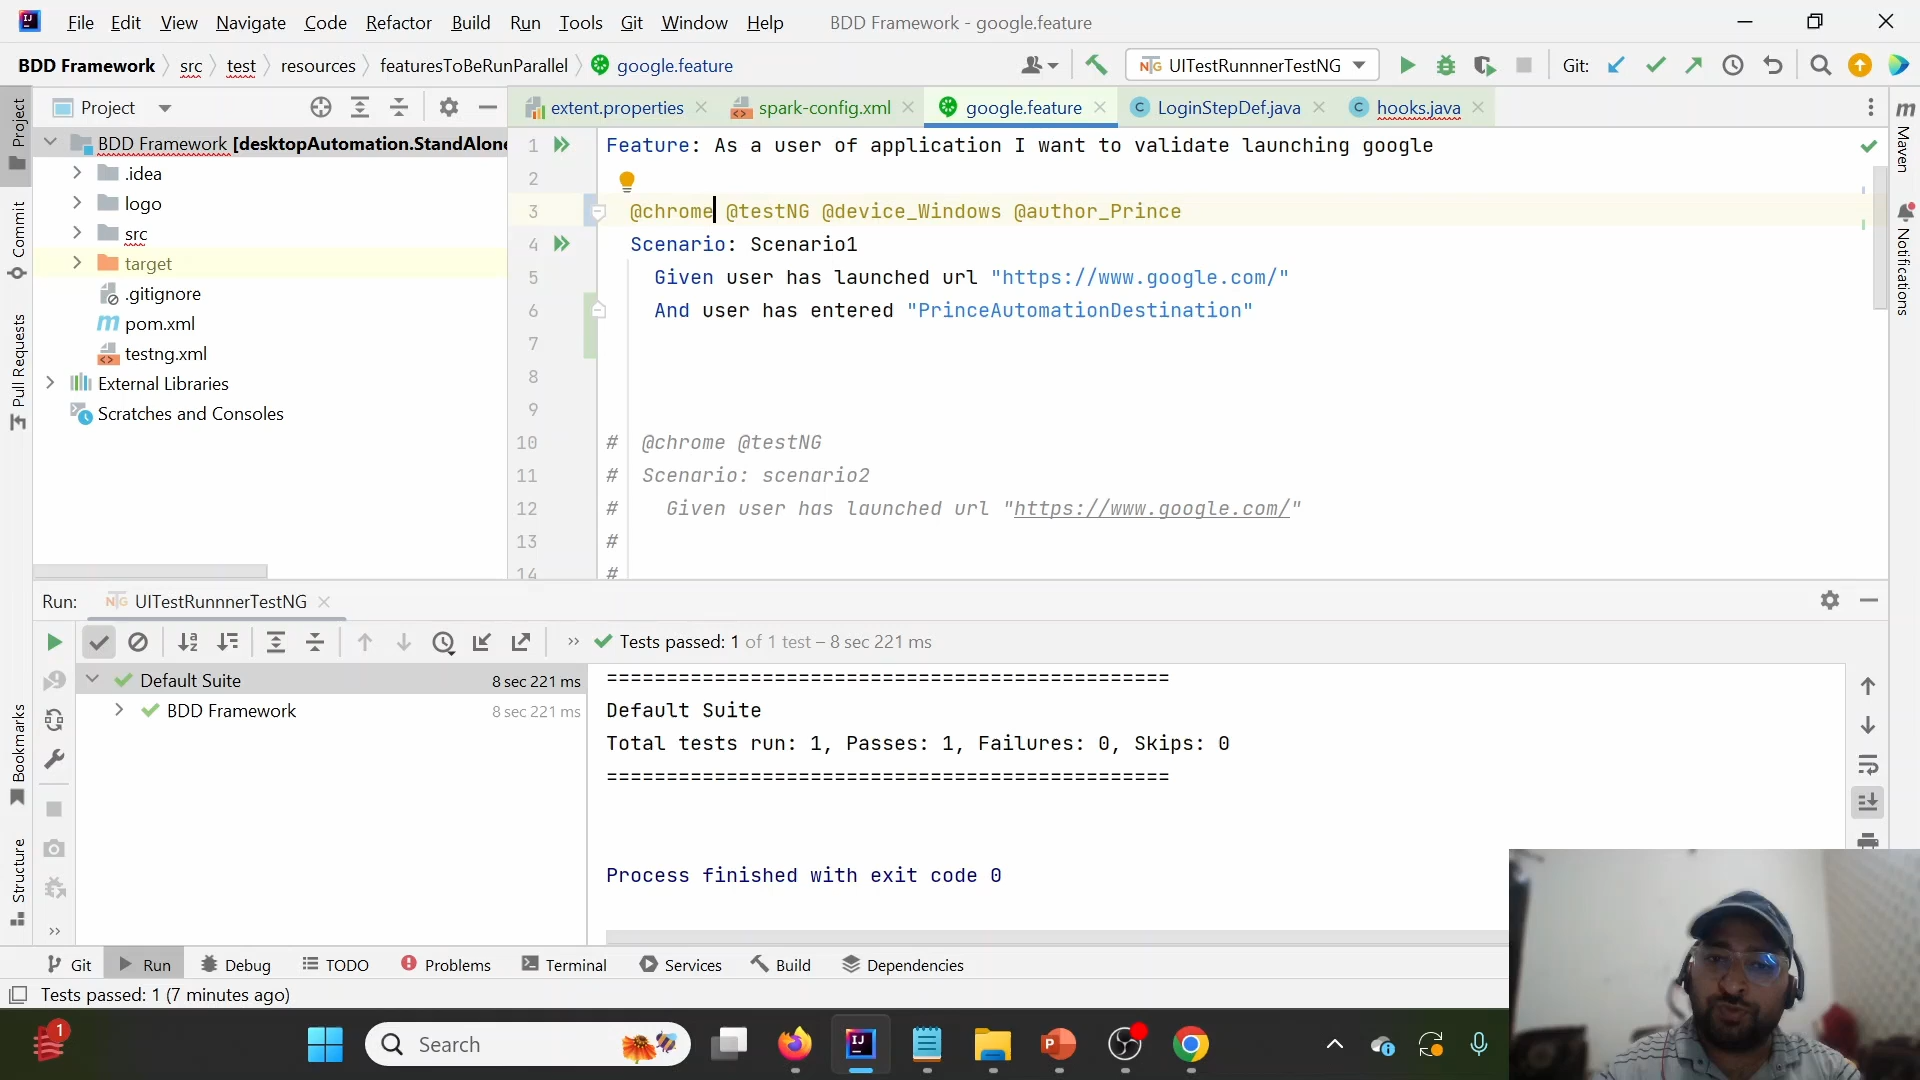 File Edit View Navigate Code Refactor Build Run Tools Git Window Help BDD Framework - google.feature
BDD Framework src test resources featuresToBeRunParallel google.feature UITestRunnnerTestNG Git:
Project
extent.properties spark-config.xml google.feature LoginStepDef.java hooks.java
BDD Framework [desktopAutomation.StandAlone
.idea
logo
src
target
.gitignore
pom.xml
testng.xml
External Libraries
Scratches and Consoles
Project
Commit
Pull Requests
Bookmarks
Structure
Maven
Notifications
1 Feature: As a user of application I want to validate launching google
2
3 @chrome @testNG @device_Windows @author_Prince
4 Scenario: Scenario1
5 Given user has launched url "https://www.google.com/"
6 And user has entered "PrinceAutomationDestination"
7
8
9
10 # @chrome @testNG
11 # Scenario: scenario2
12 # Given user has launched url "https://www.google.com/"
13 #
14 #
Run: UITestRunnnerTestNG
Tests passed: 1 of 1 test – 8 sec 221 ms
Default Suite 8 sec 221 ms
BDD Framework 8 sec 221 ms
===============================================
Default Suite
Total tests run: 1, Passes: 1, Failures: 0, Skips: 0
===============================================
Process finished with exit code 0
Git Run Debug TODO Problems Terminal Services Build Dependencies
Tests passed: 1 (7 minutes ago)
1
Search